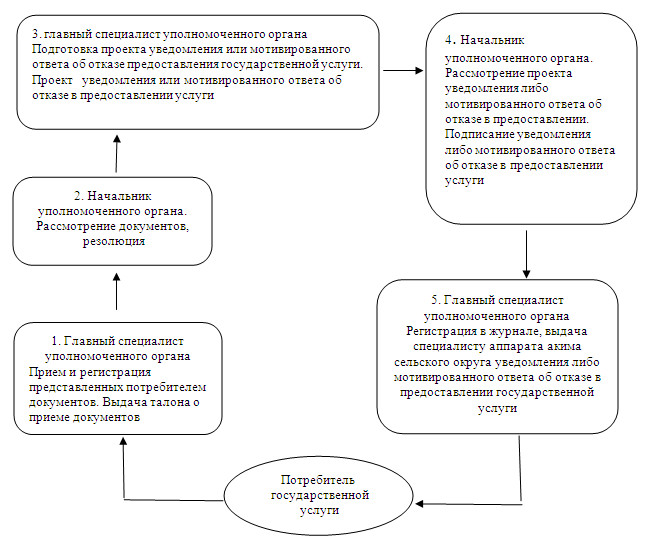 3. главный специалист уполномоченного органа
Подготовка проекта уведомления или мотивированного
ответа об отказе предоставления государственной услуги.
Проект уведомления или мотивированного ответа об
отказе в предоставлении услуги
4. Начальник
уполномоченного органа.
Рассмотрение проекта
уведомления либо
мотивированного ответа об
отказе в предоставлении.
Подписание уведомления
либо мотивированного ответа
об отказе в предоставлении
услуги
2. Начальник
уполномоченного органа.
Рассмотрение документов,
резолюция
5. Главный специалист
уполномоченного органа
Регистрация в журнале, выдача
специалисту аппарата акима
сельского округа уведомления либо
мотивированного ответа об отказе в
предоставлении государственной
услуги
1. Главный специалист
уполномоченного органа
Прием и регистрация
представленных потребителем
документов. Выдача талона о
приеме документов
Потребитель
государственной
услуги